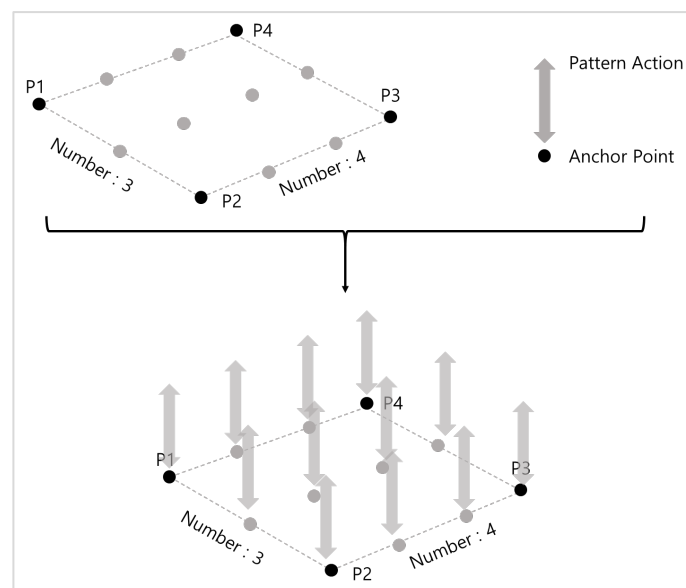 P4
Pattern Action
P1
P3
Number : 3
Number : 4
Anchor Point
P2
P4
P1
P3
Number : 3
Number : 4
P2